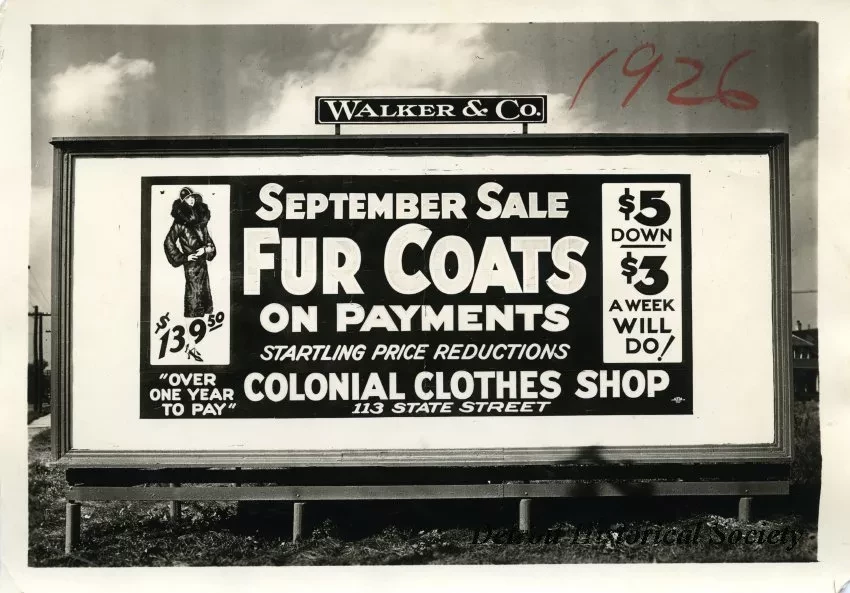 1926
WALKER & CO.
SEPTEMBER SALE
FUR COATS
ON PAYMENTS
STARTLING PRICE REDUCTIONS
$139.50
"OVER
ONE YEAR
TO PAY"
COLONIAL CLOTHES SHOP
113 STATE STREET
$5
DOWN
$3
A WEEK
WILL
DO!
Detroit Historical Society